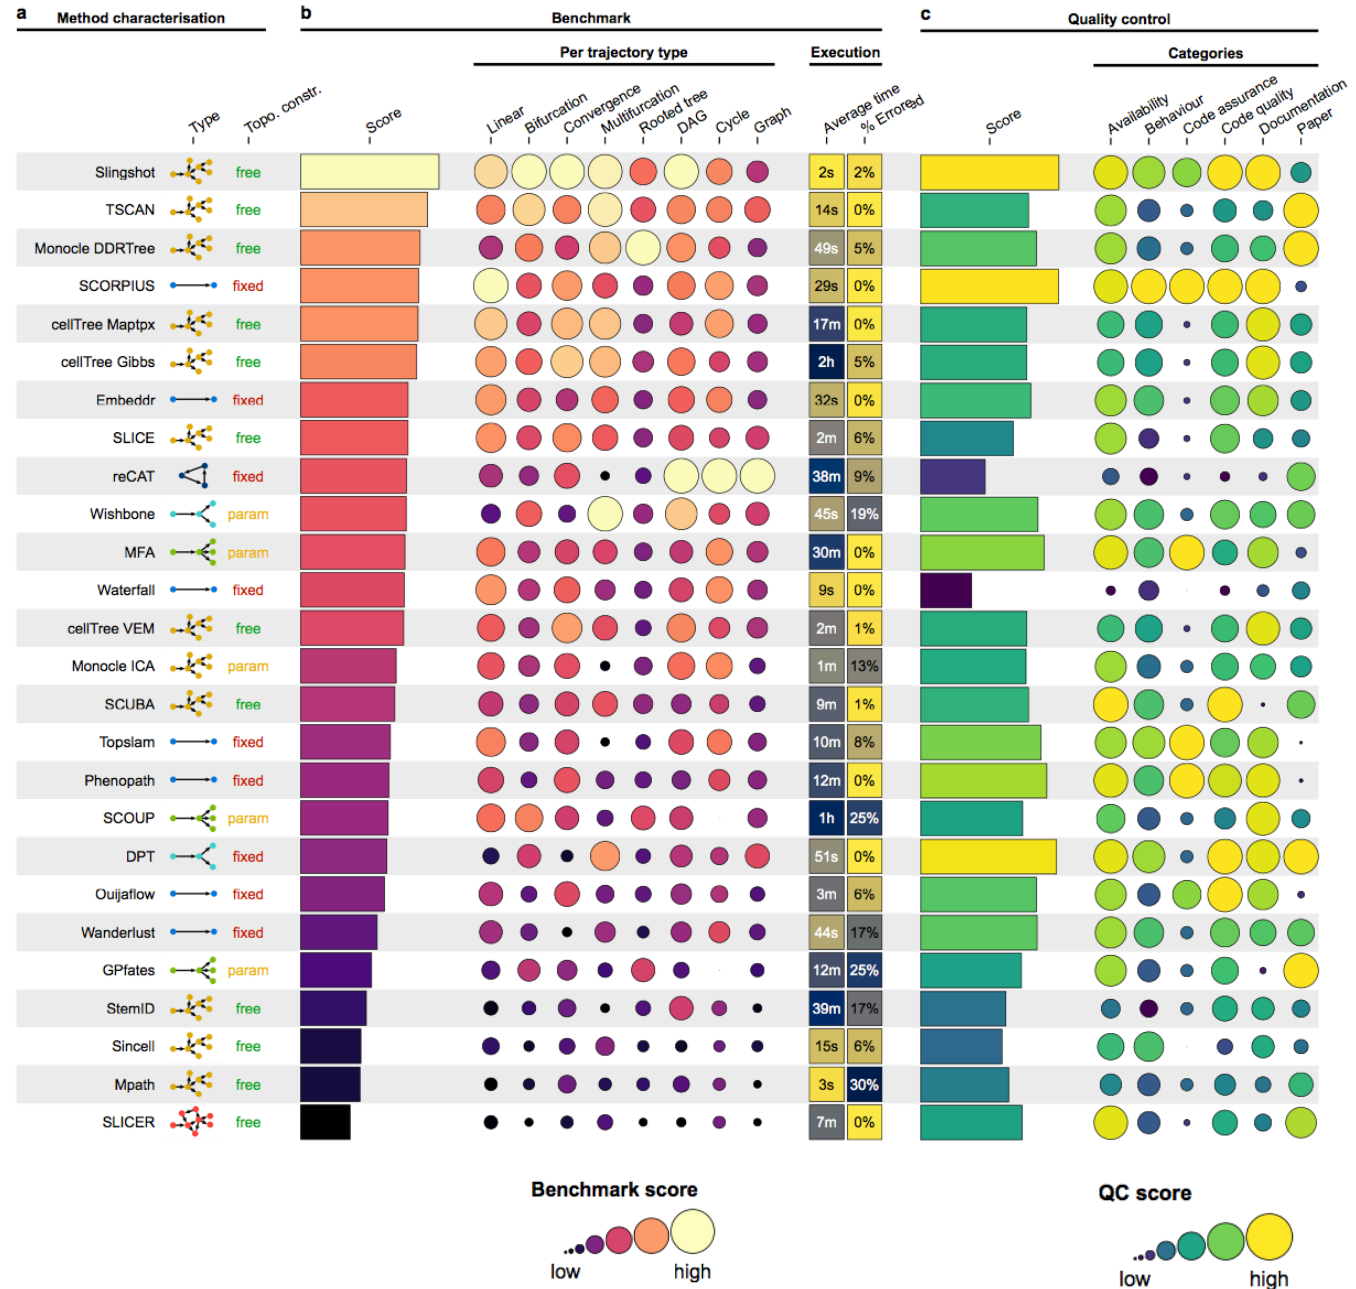 a Method characterisation b Benchmark c Quality control
Per trajectory type Execution Categories
Type Topo. constr. Score Linear Bifurcation Convergence Multifurcation Rooted tree DAG Cycle Graph Average time % Errored Score Availability Behaviour Code assurance Code quality Documentation Paper
Slingshot free 2s 2%
TSCAN free 14s 0%
Monocle DDRTree free 49s 5%
SCORPIUS fixed 29s 0%
cellTree Maptpx free 17m 0%
cellTree Gibbs free 2h 5%
Embeddr fixed 32s 0%
SLICE free 2m 6%
reCAT fixed 38m 9%
Wishbone param 45s 19%
MFA param 30m 0%
Waterfall fixed 9s 0%
cellTree VEM free 2m 1%
Monocle ICA param 1m 13%
SCUBA free 9m 1%
Topslam fixed 10m 8%
Phenopath fixed 12m 0%
SCOUP param 1h 25%
DPT fixed 51s 0%
Ouijaflow fixed 3m 6%
Wanderlust fixed 44s 17%
GPfates param 12m 25%
StemID free 39m 17%
Sincell free 15s 6%
Mpath free 3s 30%
SLICER free 7m 0%
Benchmark score QC score
low high low high